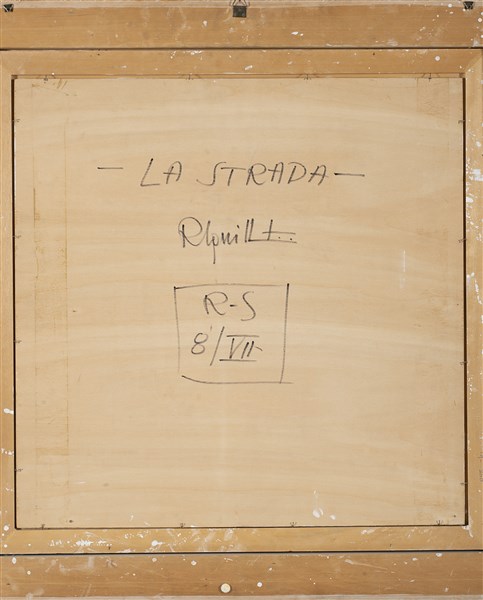 - LA STRADA -
R-S
8/VII